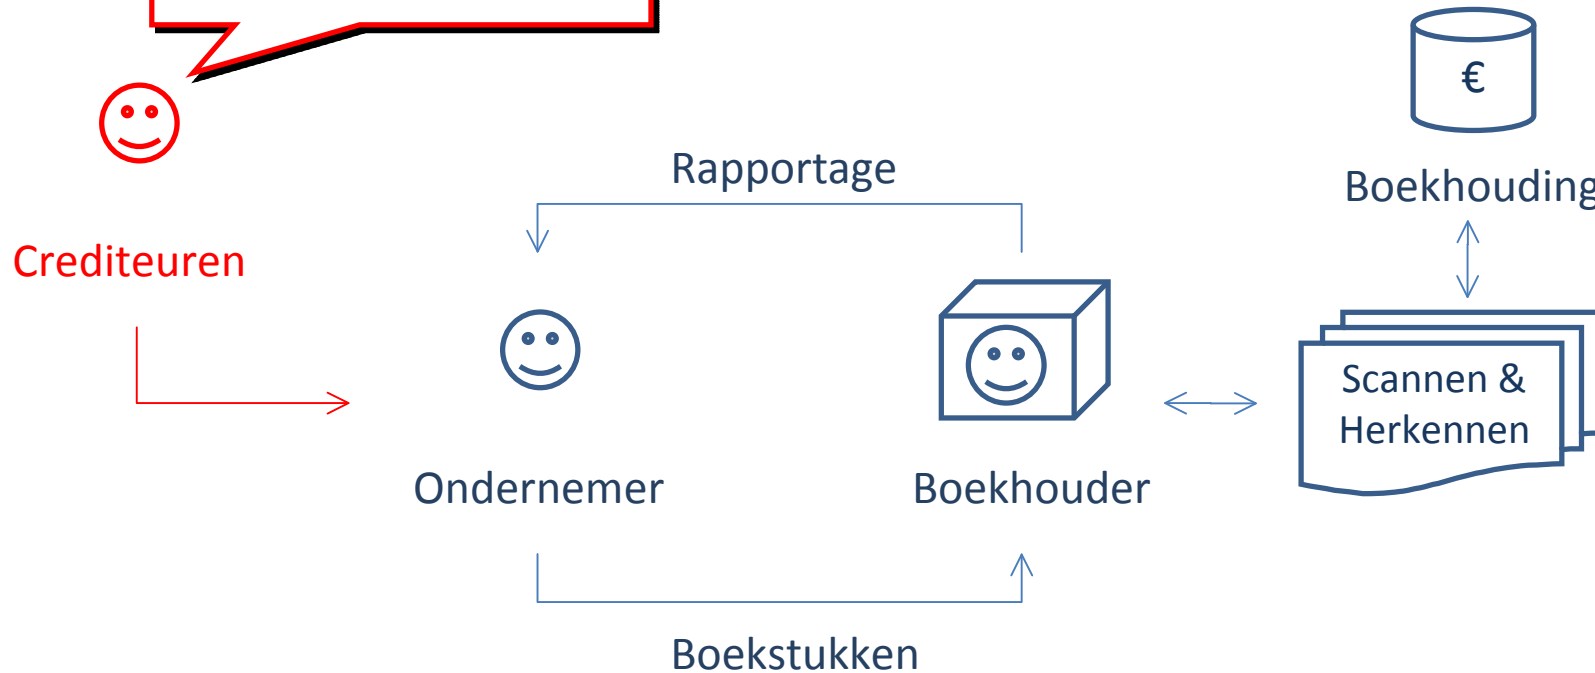 €
Rapportage
Boekhouding
Crediteuren
Scannen &
Herkennen
Ondernemer
Boekhouder
Boekstukken